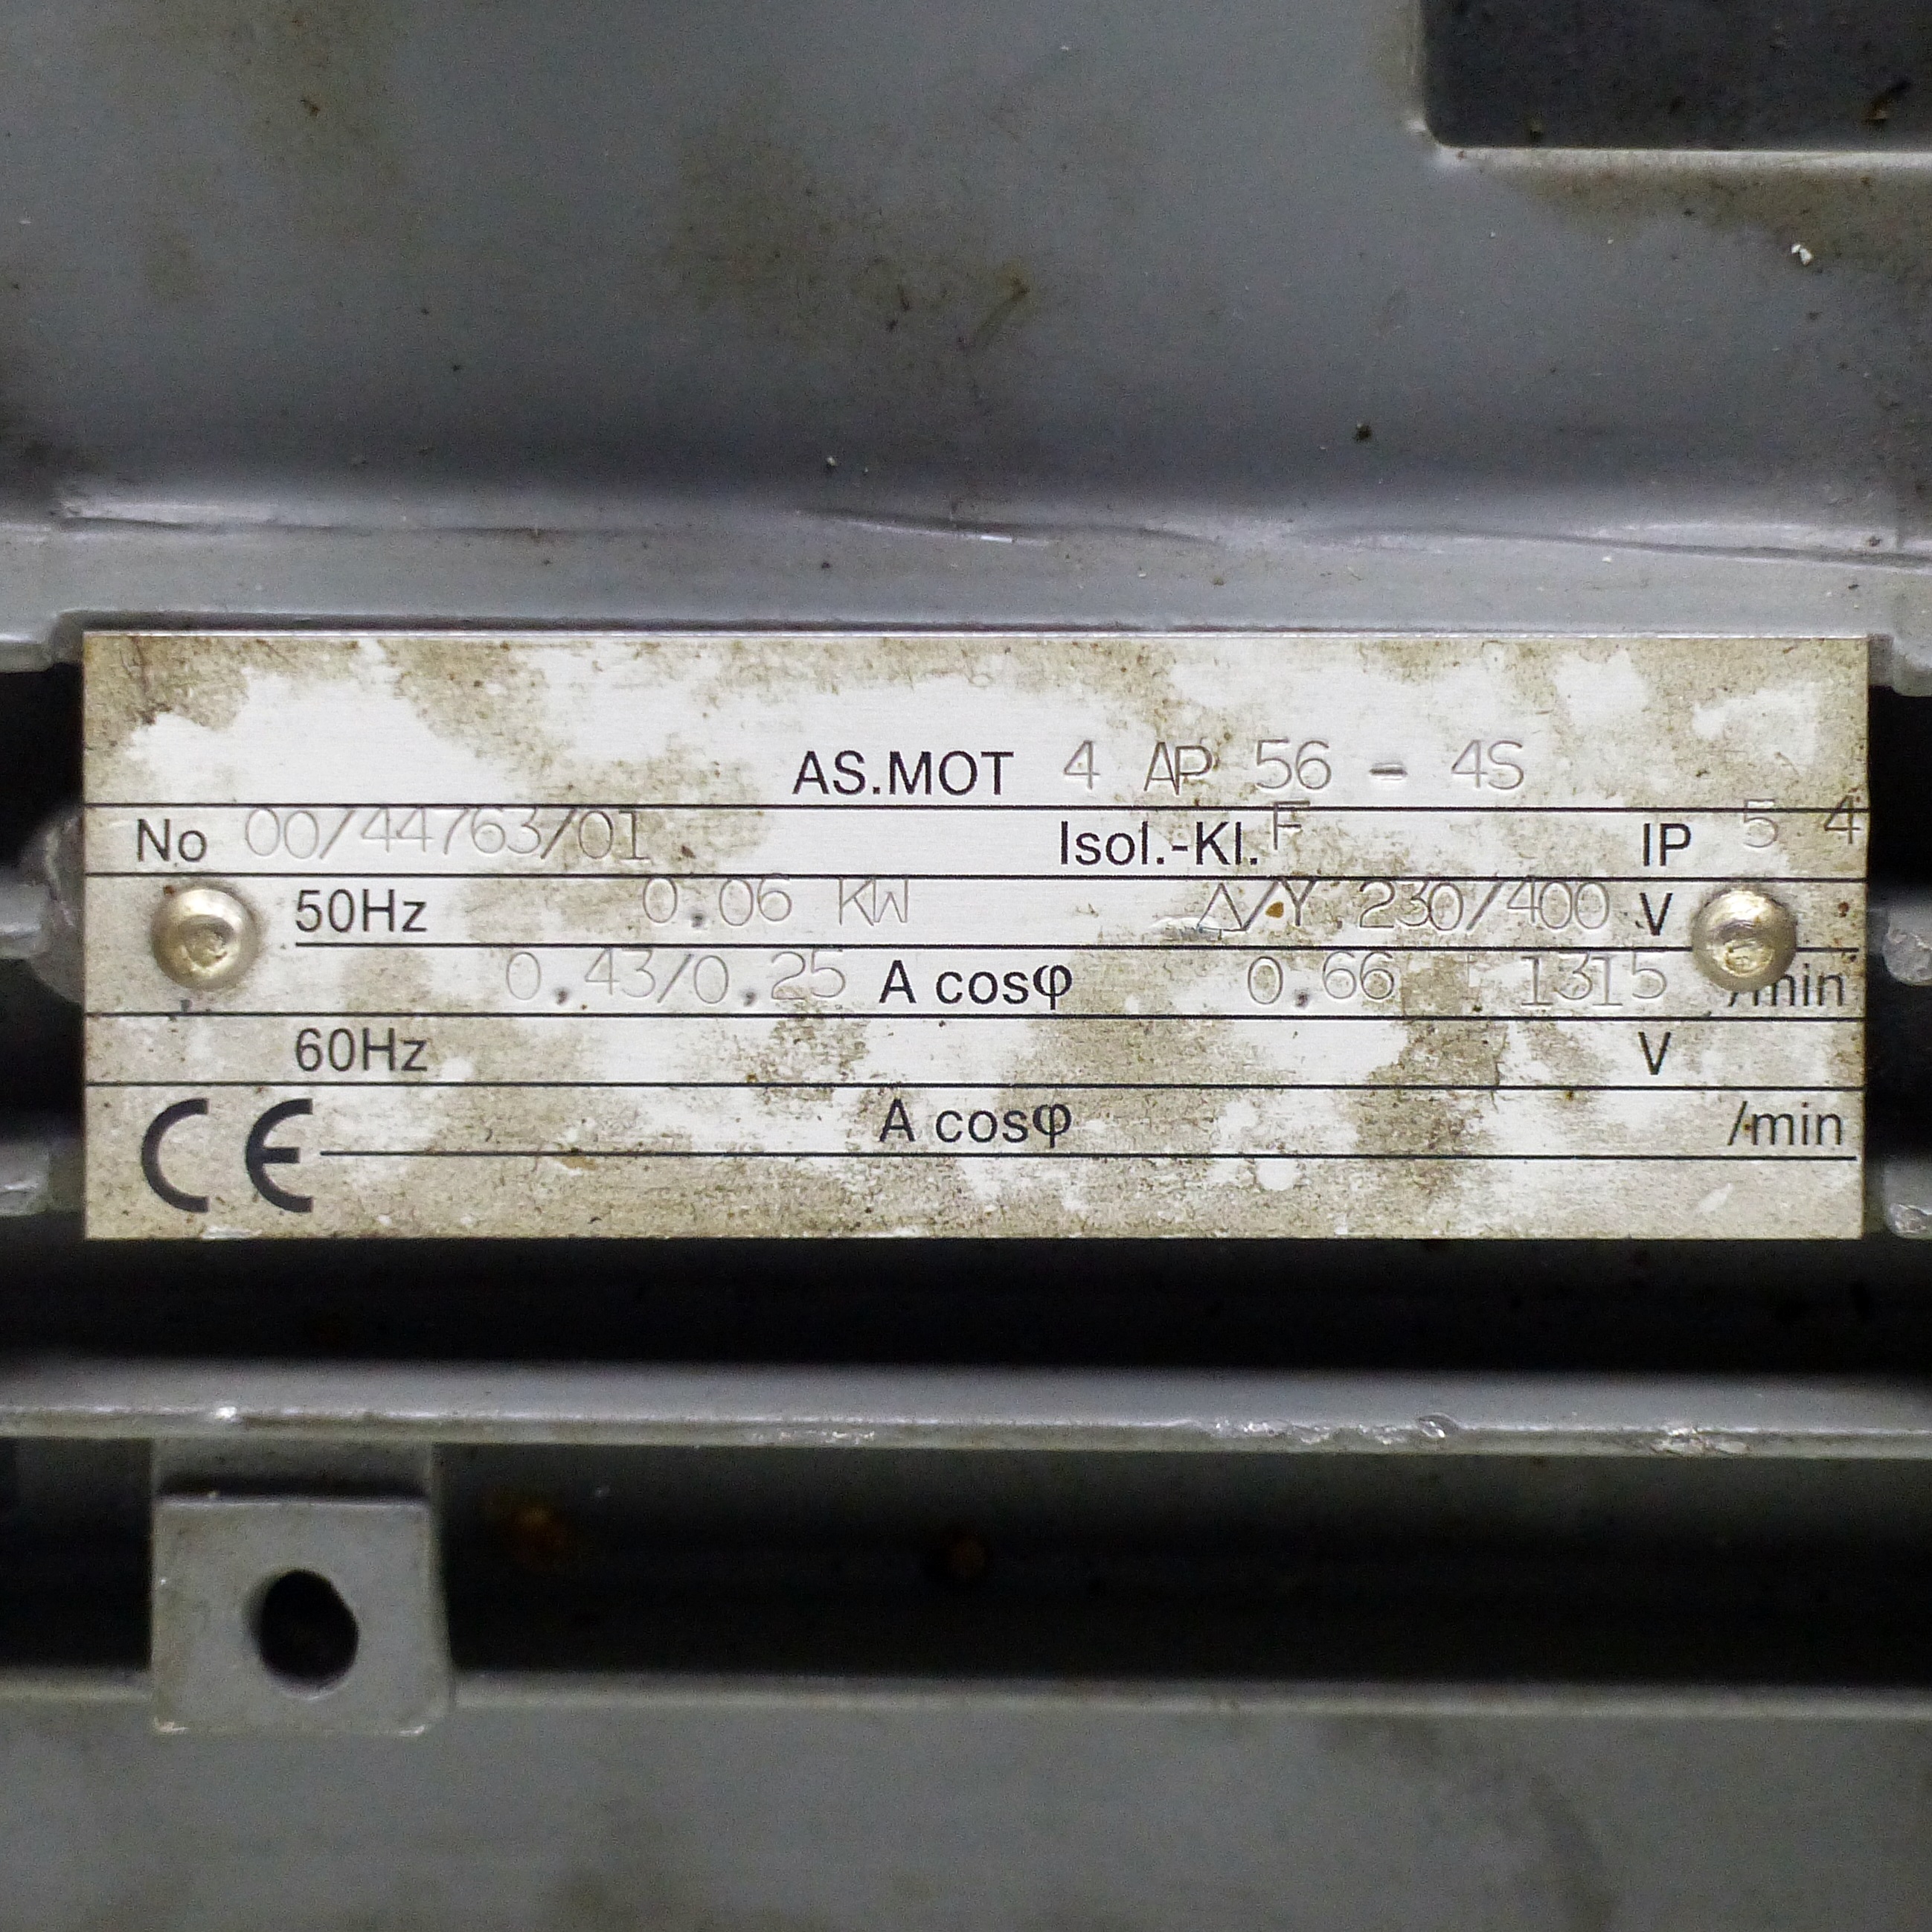 AS.MOT 4 AP 56 - 4S
No 00/44763/01 Isol.-Kl. F IP 5 4
50Hz 0.06 KW Δ/Y 230/400 V
0,43/0,25 A cosφ 0,66 1315 /min
60Hz V
CE A cosφ /min